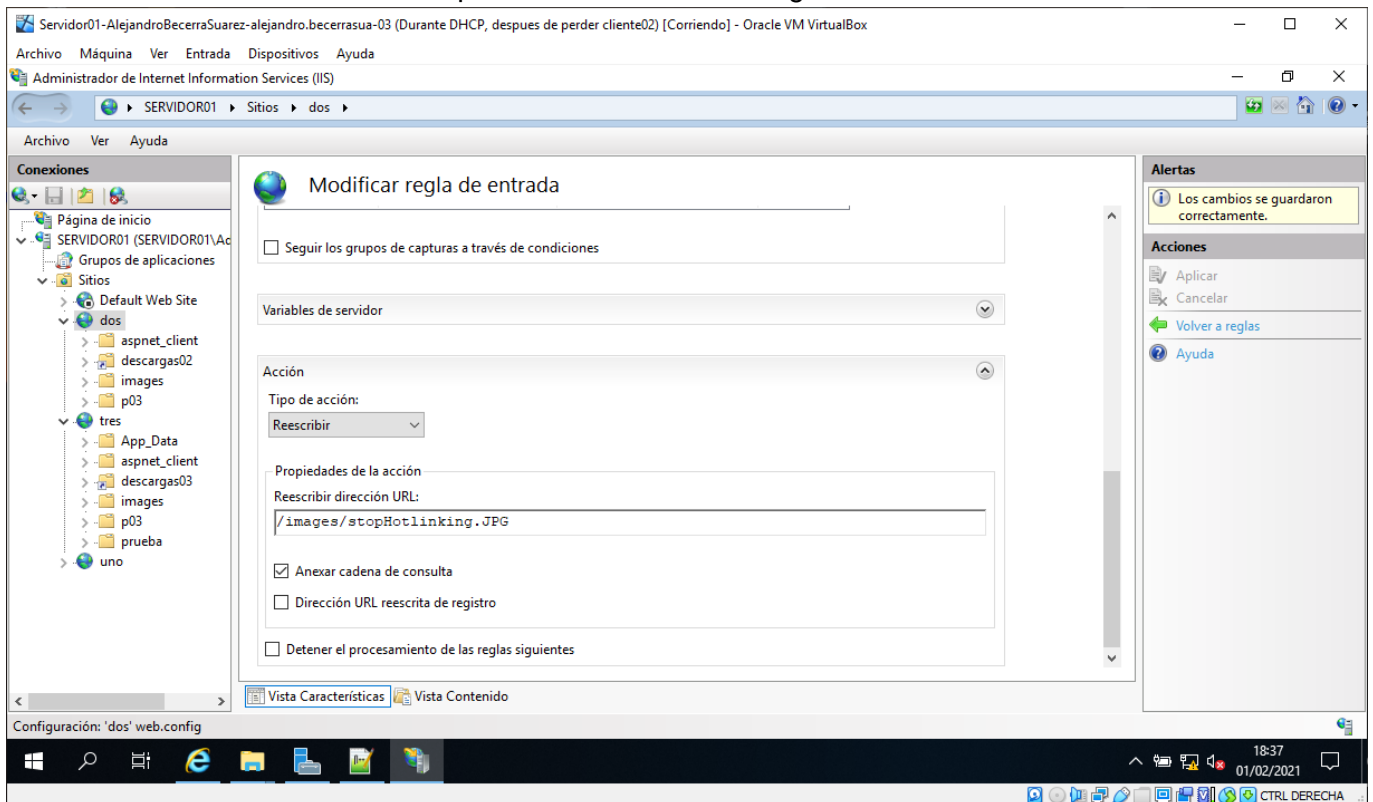 Servidor01-AlejandroBecerraSuarez-alejandro.becerrasua-03 (Durante DHCP, despues de perder cliente02) [Corriendo] - Oracle VM VirtualBox
Archivo Máquina Ver Entrada Dispositivos Ayuda
Administrador de Internet Information Services (IIS)
SERVIDOR01 Sitios dos
Archivo Ver Ayuda
Conexiones
Página de inicio
SERVIDOR01 (SERVIDOR01\Ad
Grupos de aplicaciones
Sitios
Default Web Site
dos
aspnet_client
descargas02
images
p03
tres
App_Data
aspnet_client
descargas03
images
p03
prueba
uno
Modificar regla de entrada
Seguir los grupos de capturas a través de condiciones
Variables de servidor
Acción
Tipo de acción:
Reescribir
Propiedades de la acción
Reescribir dirección URL:
/images/stopHotlinking.JPG
Anexar cadena de consulta
Dirección URL reescrita de registro
Detener el procesamiento de las reglas siguientes
Vista Características Vista Contenido
Alertas
Los cambios se guardaron
correctamente.
Acciones
Aplicar
Cancelar
Volver a reglas
Ayuda
Configuración: 'dos' web.config
18:37
01/02/2021
CTRL DERECHA